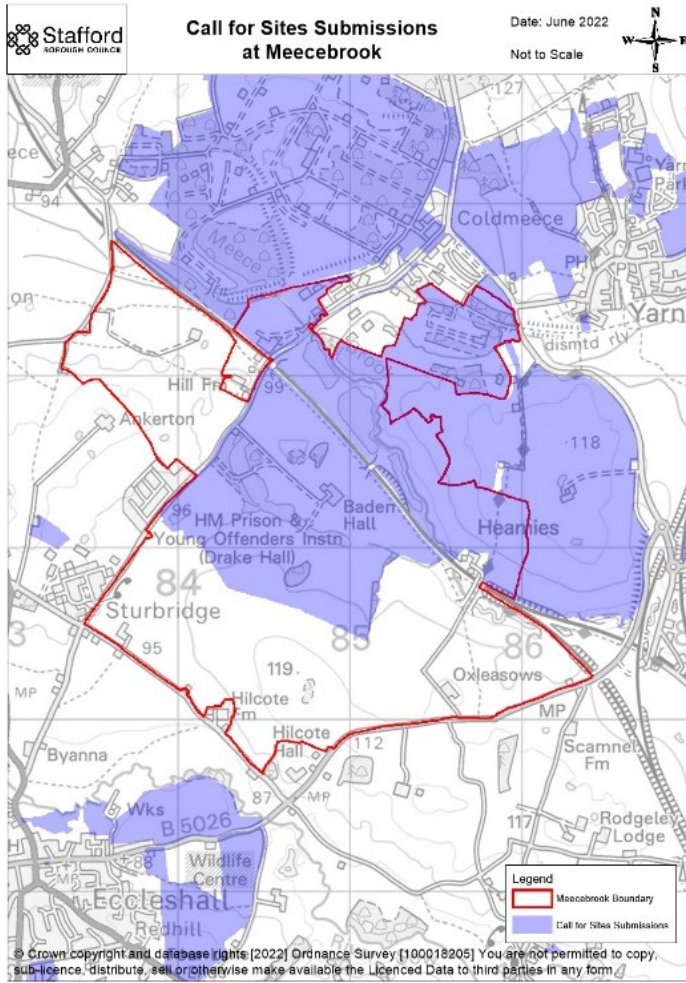 Stafford
BOROUGH COUNCIL
Call for Sites Submissions
at Meecebrook
Date: June 2022
Not to Scale
N
W
E
S
127
94
Coldmeece
Meece
PH
Yarn
dismtd rly
Hill Fm
99
Ankerton
118
96
HM Prison &
Young Offenders Instn
(Drake Hall)
Baden
Hall
Heamies
84
85
86
Sturbridge
95
119
Oxleasows
MP
Hilcote
Fm
Hilcote
Hall
MP
112
Byanna
Scamnel
Fm
87
MP
Wks
B 5026
117
Rodgeley
Lodge
88
Wildlife
Centre
Eccleshall
Redhill
Legend
Meecebrook Boundary
Call for Sites Submissions
© Crown copyright and database rights [2022] Ordnance Survey [100018205] You are not permitted to copy,
sub-licence, distribute, sell or otherwise make available the Licenced Data to third parties in any form.